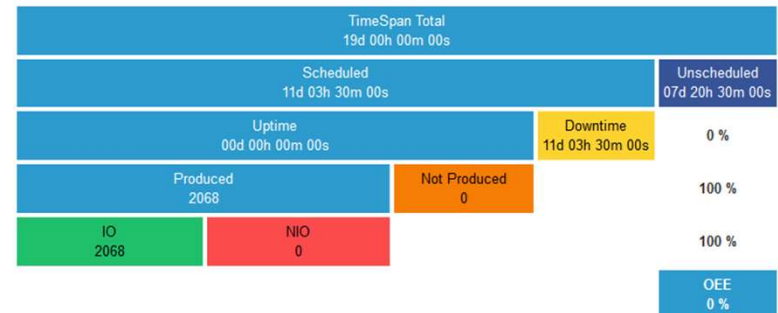 TimeSpan Total
19d 00h 00m 00s
Scheduled
11d 03h 30m 00s
Unscheduled
07d 20h 30m 00s
Uptime
00d 00h 00m 00s
Downtime
11d 03h 30m 00s
0 %
Produced
2068
Not Produced
0
100 %
IO
2068
NIO
0
100 %
OEE
0 %